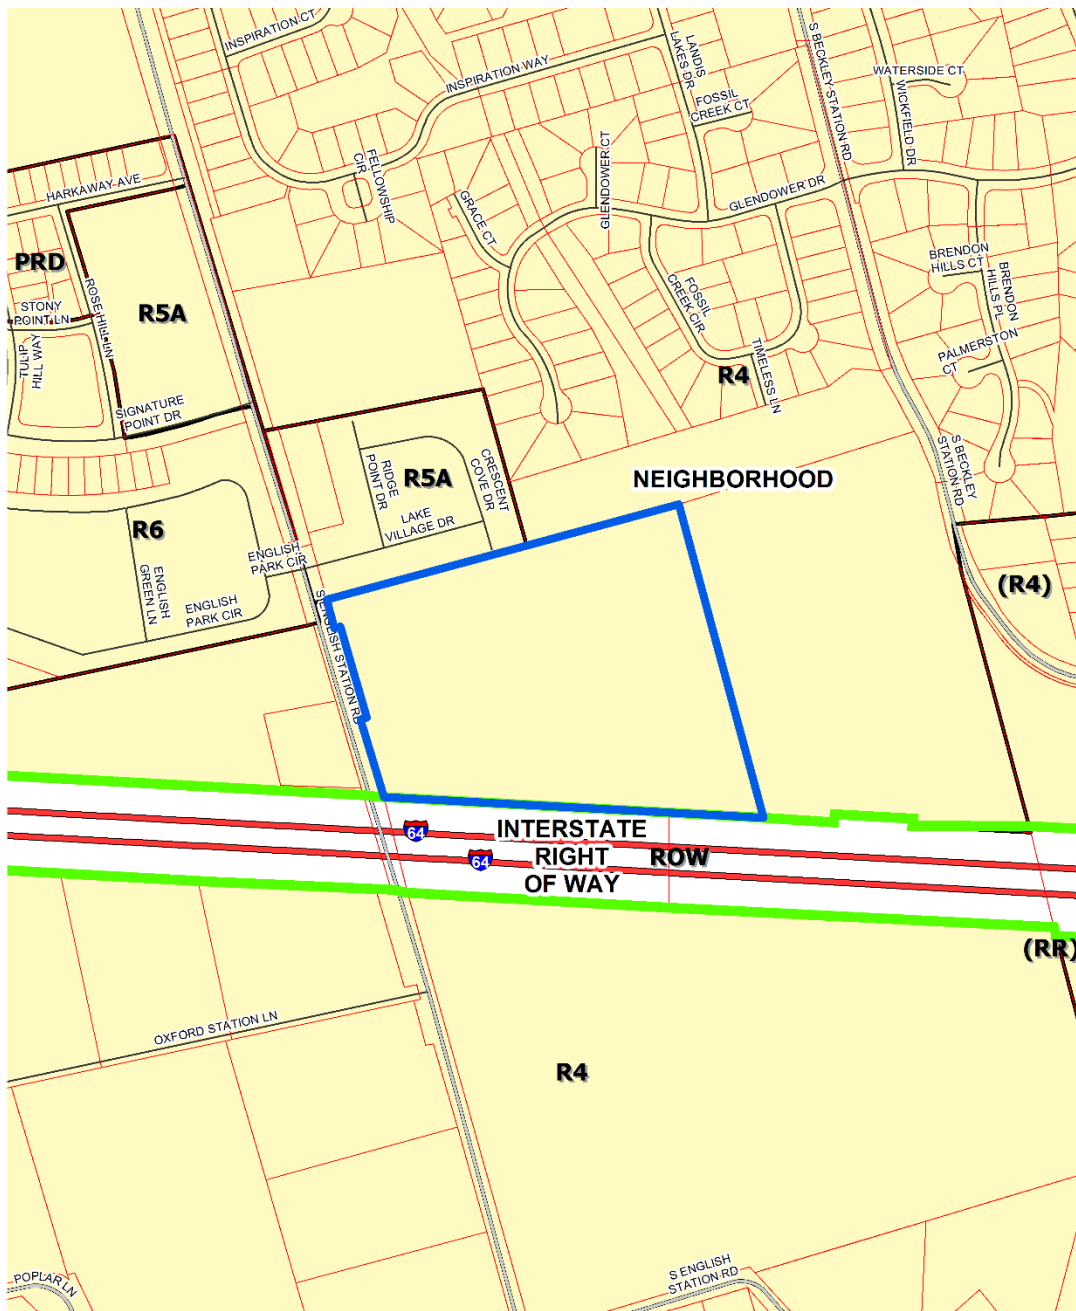 INSPIRATION CT
INSPIRATION WAY
LANDIS
LAKES DR
S BECKLEY STATION RD
WATERSIDE CT
WICKFIELD DR
FOSSIL
CREEK CT
HARKAWAY AVE
FELLOWSHIP
CIR
GLENDOWER CT
GLENDOWER DR
GRACE CT
PRD
ROSE HILL LN
R5A
STONY
POINT LN
TULIP
HILL WAY
BRENDON
HILLS CT
BRENDON
HILLS PL
FOSSIL
CREEK CIR
PALMERSTON
CT
TIMELESS LN
R4
SIGNATURE
POINT DR
RIDGE
POINT DR
R5A
CRESCENT
COVE DR
S BECKLEY
STATION RD
NEIGHBORHOOD
LAKE
VILLAGE DR
R6
ENGLISH
PARK CIR
ENGLISH
GREEN LN
ENGLISH
PARK CIR
(R4)
S ENGLISH STATION RD
64
INTERSTATE
RIGHT
OF WAY
64
ROW
(RR)
OXFORD STATION LN
R4
POPLAR LN
S ENGLISH
STATION RD